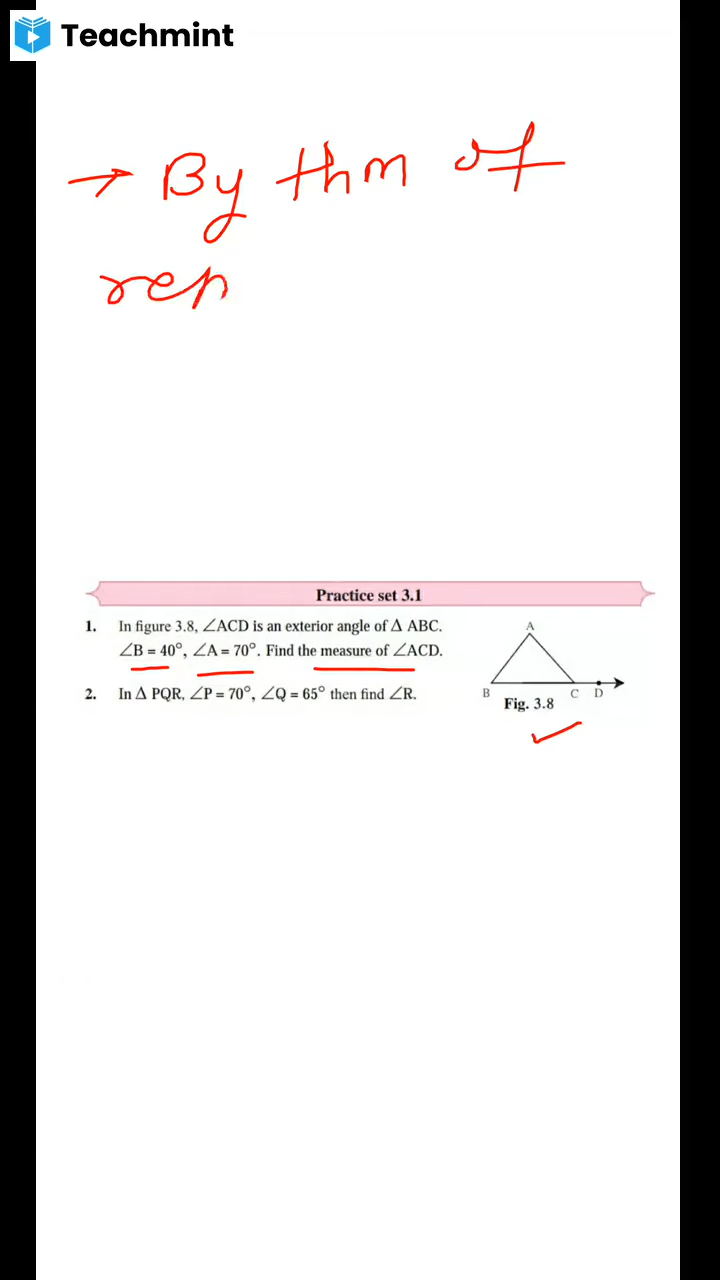 Teachmint
→ By thm of
rem
Practice set 3.1
1. In figure 3.8, ∠ACD is an exterior angle of Δ ABC.
∠B = 40°, ∠A = 70°. Find the measure of ∠ACD.
2. In Δ PQR, ∠P = 70°, ∠Q = 65° then find ∠R.
A
B C D
Fig. 3.8